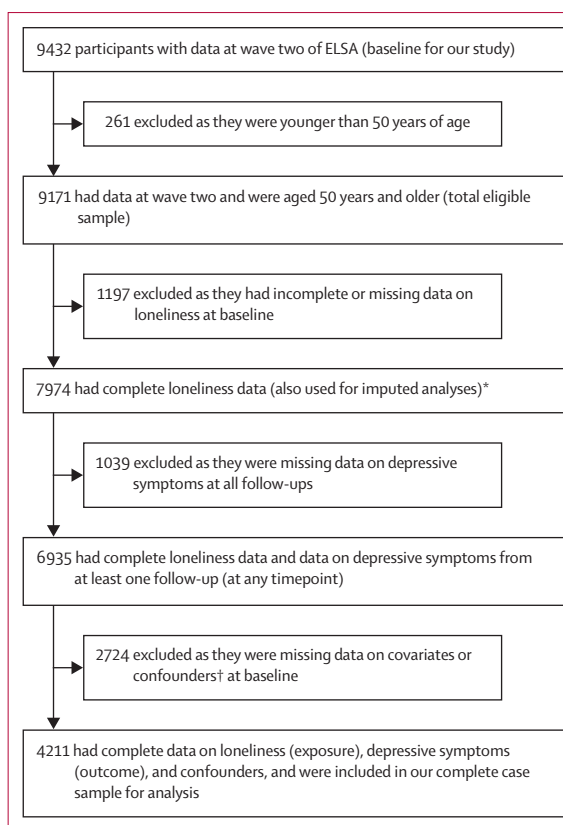 9432 participants with data at wave two of ELSA (baseline for our study)
261 excluded as they were younger than 50 years of age
9171 had data at wave two and were aged 50 years and older (total eligible
sample)
1197 excluded as they had incomplete or missing data on
loneliness at baseline
7974 had complete loneliness data (also used for imputed analyses)*
1039 excluded as they were missing data on depressive
symptoms at all follow-ups
6935 had complete loneliness data and data on depressive symptoms from
at least one follow-up (at any timepoint)
2724 excluded as they were missing data on covariates or
confounders† at baseline
4211 had complete data on loneliness (exposure), depressive symptoms
(outcome), and confounders, and were included in our complete case
sample for analysis